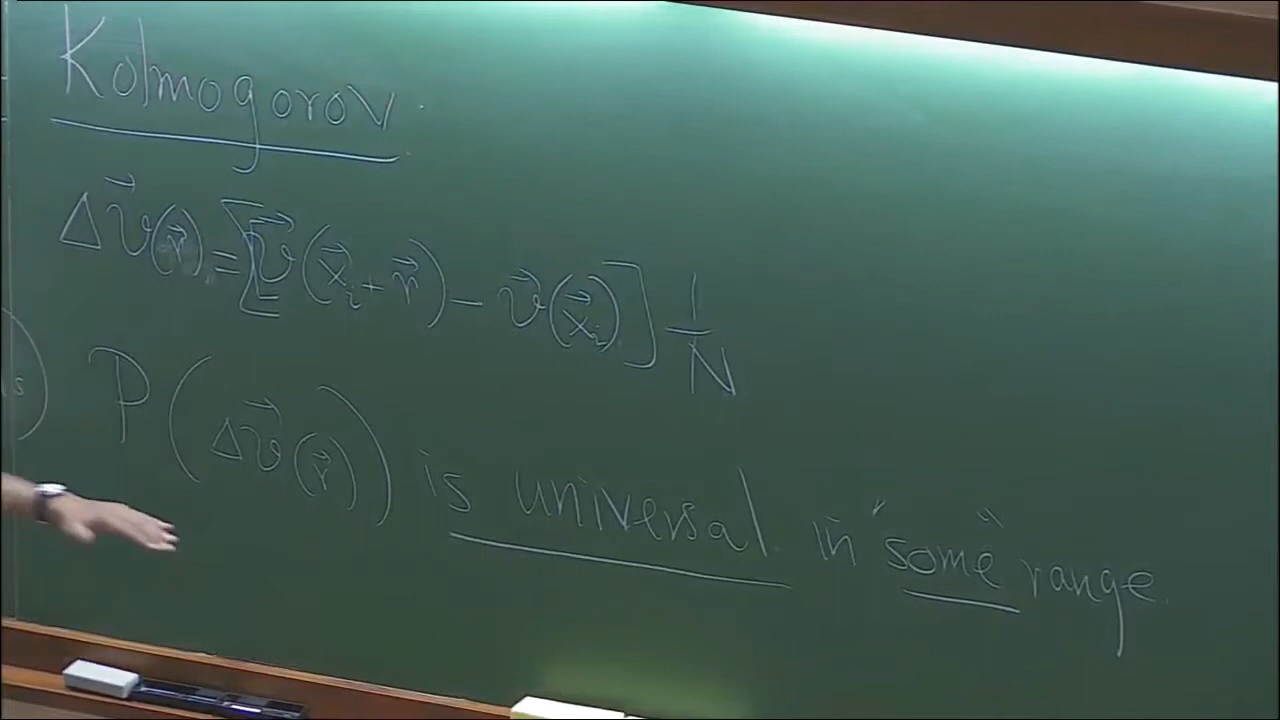 Kolmogorov
Δv⃗(r⃗) = [v⃗(x⃗ᵢ + r⃗) - v⃗(x⃗ᵢ)] 1/N
P(Δv⃗(r⃗)) is universal in "some" range.
s)